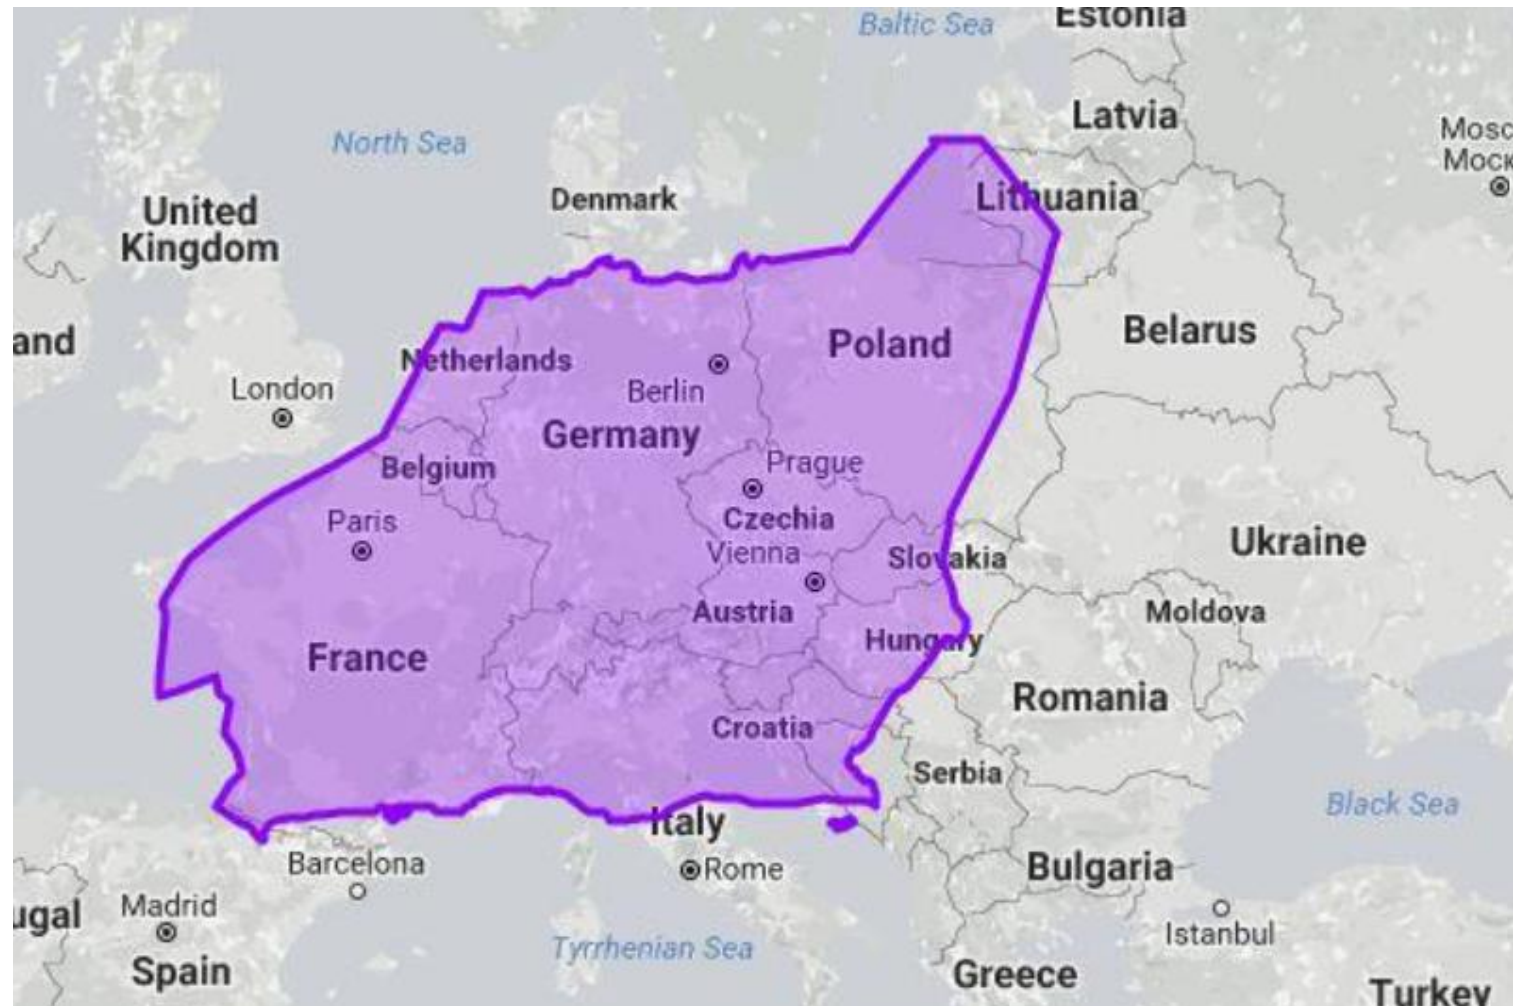 Baltic Sea
Estonia
Latvia
North Sea
Mosc
Моск
Denmark
Lithuania
United
Kingdom
Belarus
and
Poland
Netherlands
London
Berlin
Germany
Belgium
Prague
Paris
Czechia
Vienna
Slovakia
Ukraine
Austria
Moldova
Hungary
France
Romania
Croatia
Serbia
Black Sea
Italy
Barcelona
Rome
Bulgaria
Madrid
ugal
Istanbul
Tyrrhenian Sea
Spain
Greece
Turkey